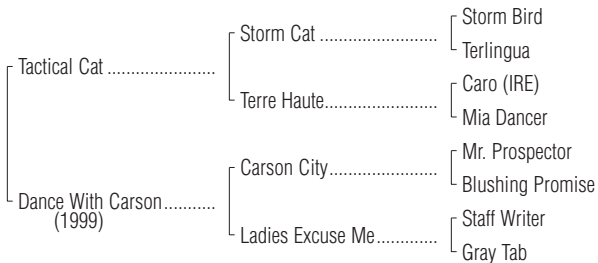 Storm Bird
Storm Cat ........................
Terlingua
Tactical Cat ......................
Caro (IRE)
Terre Haute.......................
Mia Dancer
Mr. Prospector
Carson City......................
Blushing Promise
Dance With Carson...........
(1999)
Staff Writer
Ladies Excuse Me.............
Gray Tab